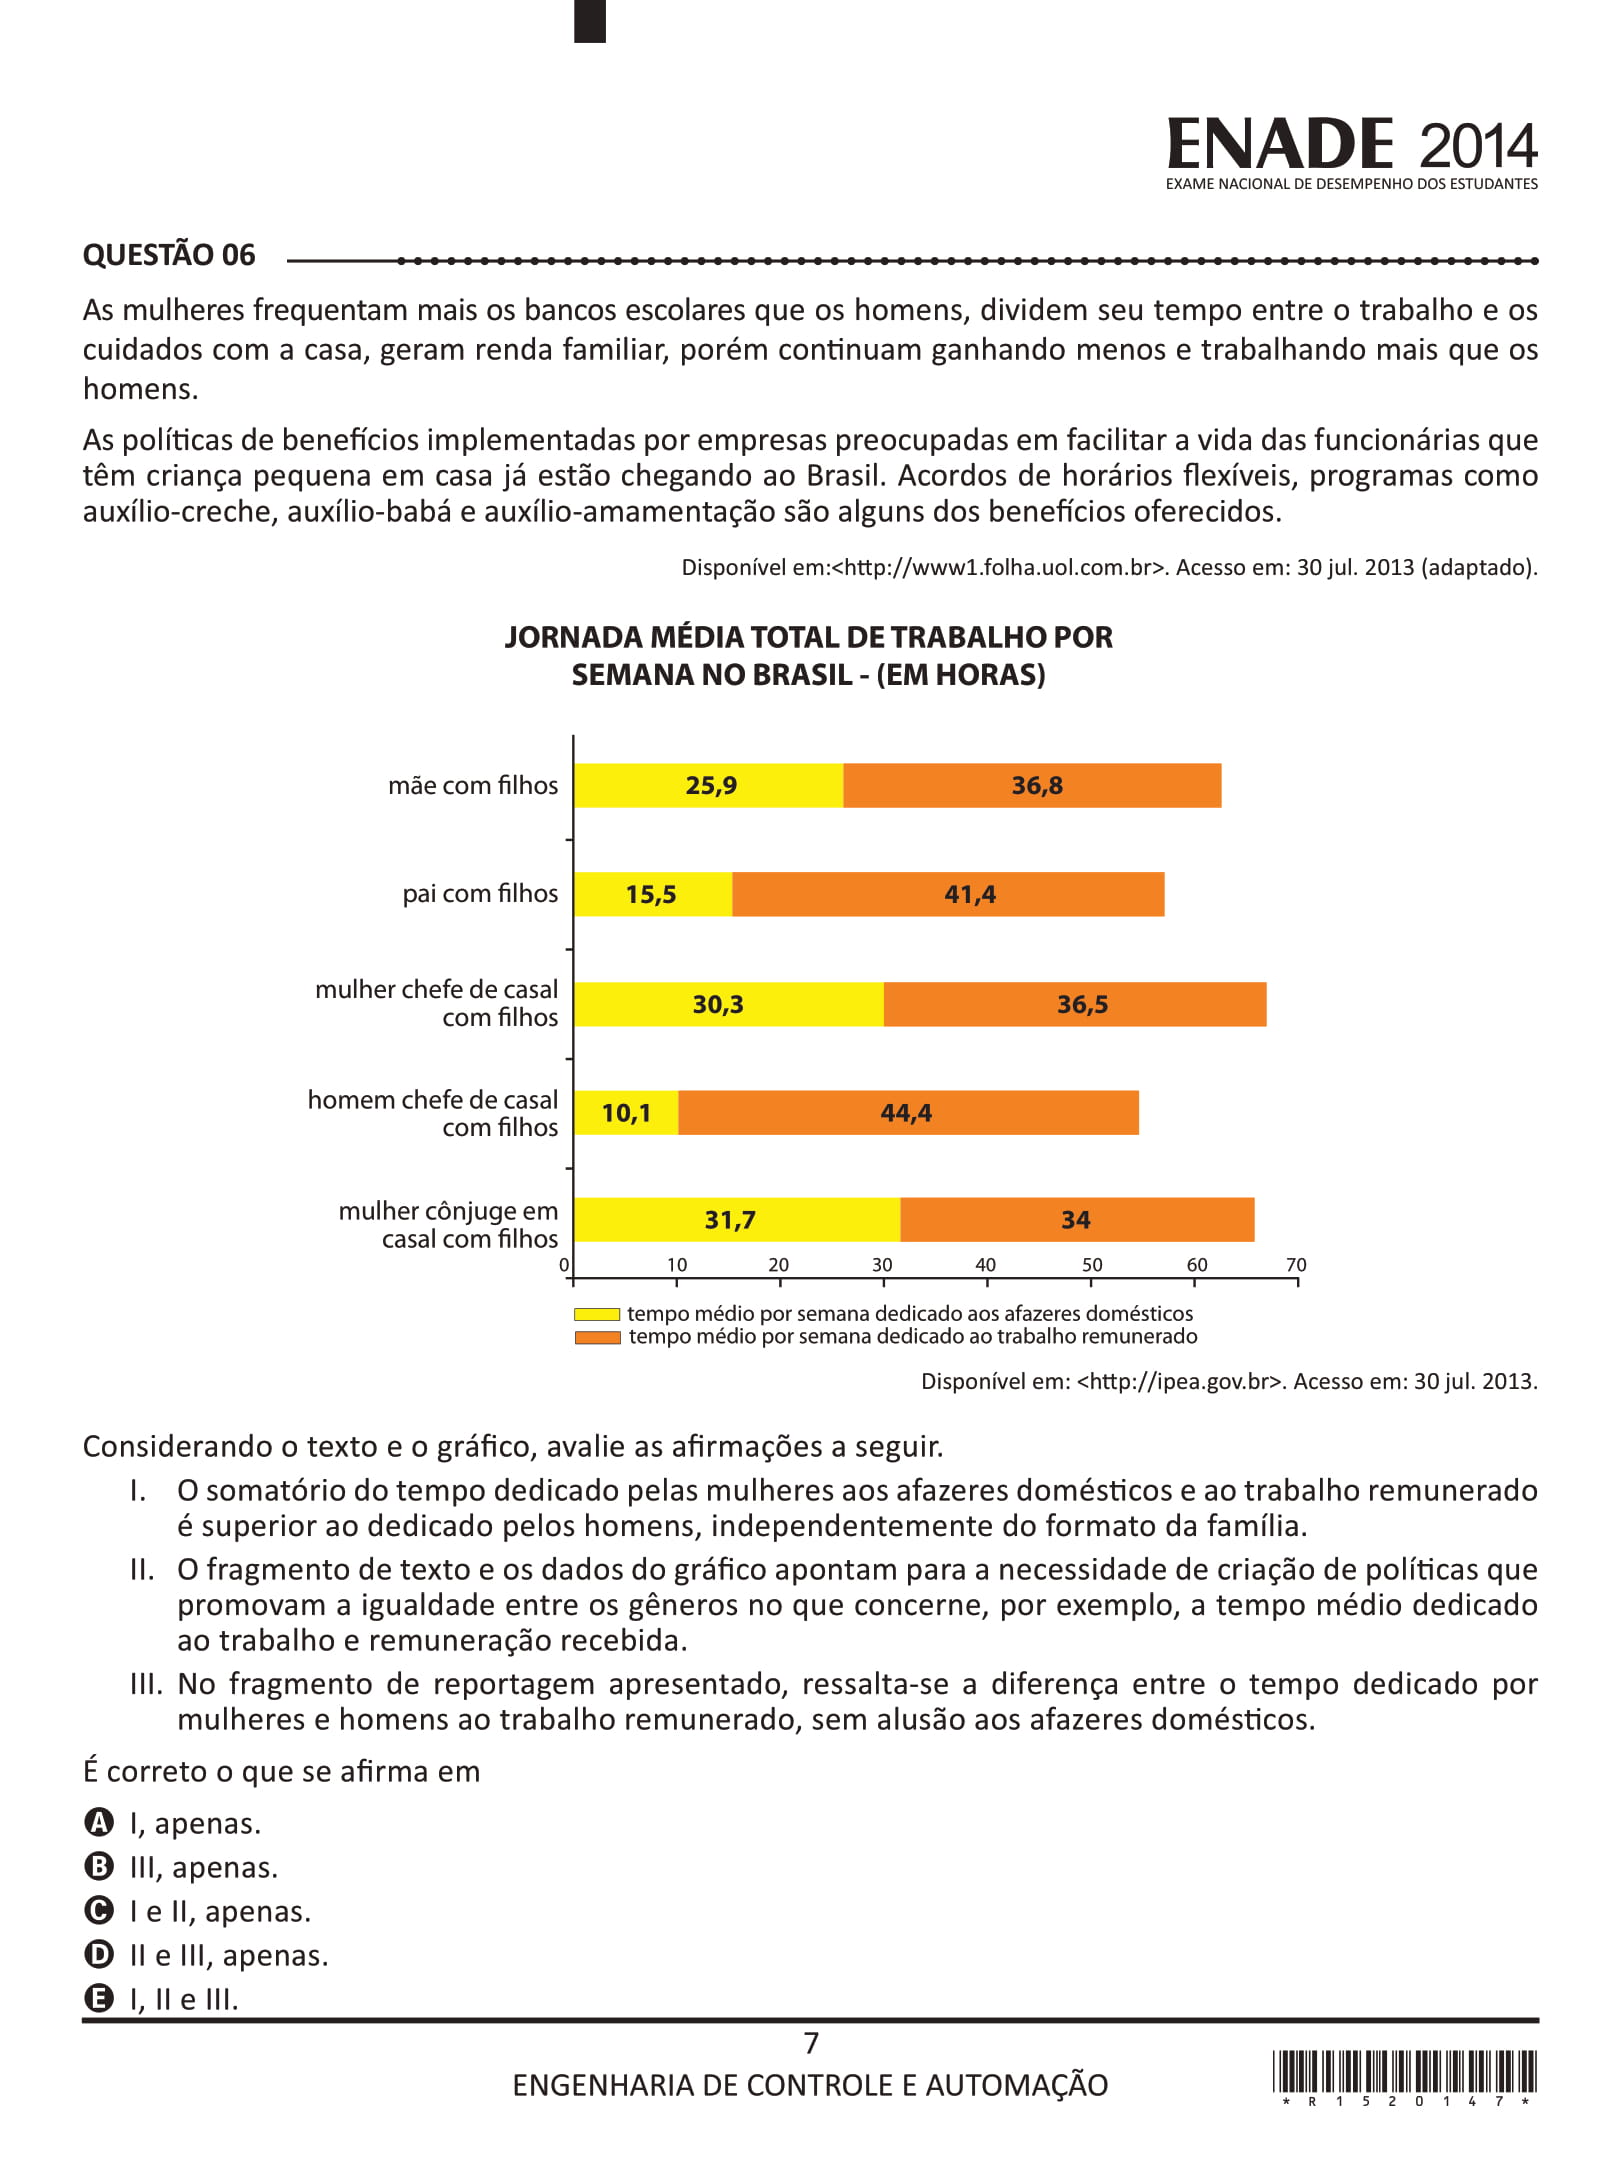 ENADE 2014
EXAME NACIONAL DE DESEMPENHO DOS ESTUDANTES
QUESTÃO 06
As mulheres frequentam mais os bancos escolares que os homens, dividem seu tempo entre o trabalho e os
cuidados com a casa, geram renda familiar, porém continuam ganhando menos e trabalhando mais que os
homens.
As políticas de benefícios implementadas por empresas preocupadas em facilitar a vida das funcionárias que
têm criança pequena em casa já estão chegando ao Brasil. Acordos de horários flexíveis, programas como
auxílio-creche, auxílio-babá e auxílio-amamentação são alguns dos benefícios oferecidos.
Disponível em:<http://www1.folha.uol.com.br>. Acesso em: 30 jul. 2013 (adaptado).
JORNADA MÉDIA TOTAL DE TRABALHO POR
SEMANA NO BRASIL - (EM HORAS)
mãe com filhos 25,9 36,8
pai com filhos 15,5 41,4
mulher chefe de casal
com filhos 30,3 36,5
homem chefe de casal
com filhos 10,1 44,4
mulher cônjuge em
casal com filhos 31,7 34
0 10 20 30 40 50 60 70
tempo médio por semana dedicado aos afazeres domésticos
tempo médio por semana dedicado ao trabalho remunerado
Disponível em: <http://ipea.gov.br>. Acesso em: 30 jul. 2013.
Considerando o texto e o gráfico, avalie as afirmações a seguir.
I. O somatório do tempo dedicado pelas mulheres aos afazeres domésticos e ao trabalho remunerado
é superior ao dedicado pelos homens, independentemente do formato da família.
II. O fragmento de texto e os dados do gráfico apontam para a necessidade de criação de políticas que
promovam a igualdade entre os gêneros no que concerne, por exemplo, a tempo médio dedicado
ao trabalho e remuneração recebida.
III. No fragmento de reportagem apresentado, ressalta-se a diferença entre o tempo dedicado por
mulheres e homens ao trabalho remunerado, sem alusão aos afazeres domésticos.
É correto o que se afirma em
A I, apenas.
B III, apenas.
C I e II, apenas.
D II e III, apenas.
E I, II e III.
7
ENGENHARIA DE CONTROLE E AUTOMAÇÃO
* R 1 5 2 0 1 4 7 *